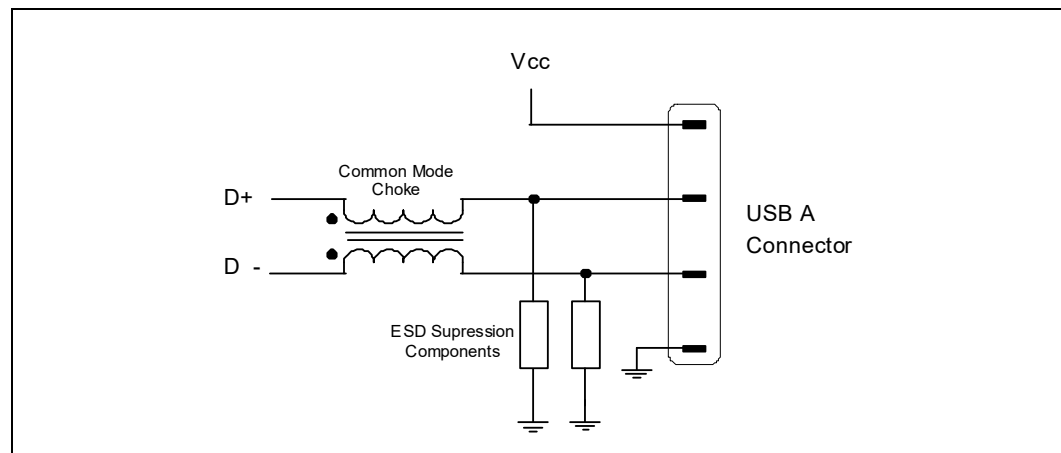 Vcc
Common Mode
Choke
D+
D -
USB A
Connector
ESD Supression
Components